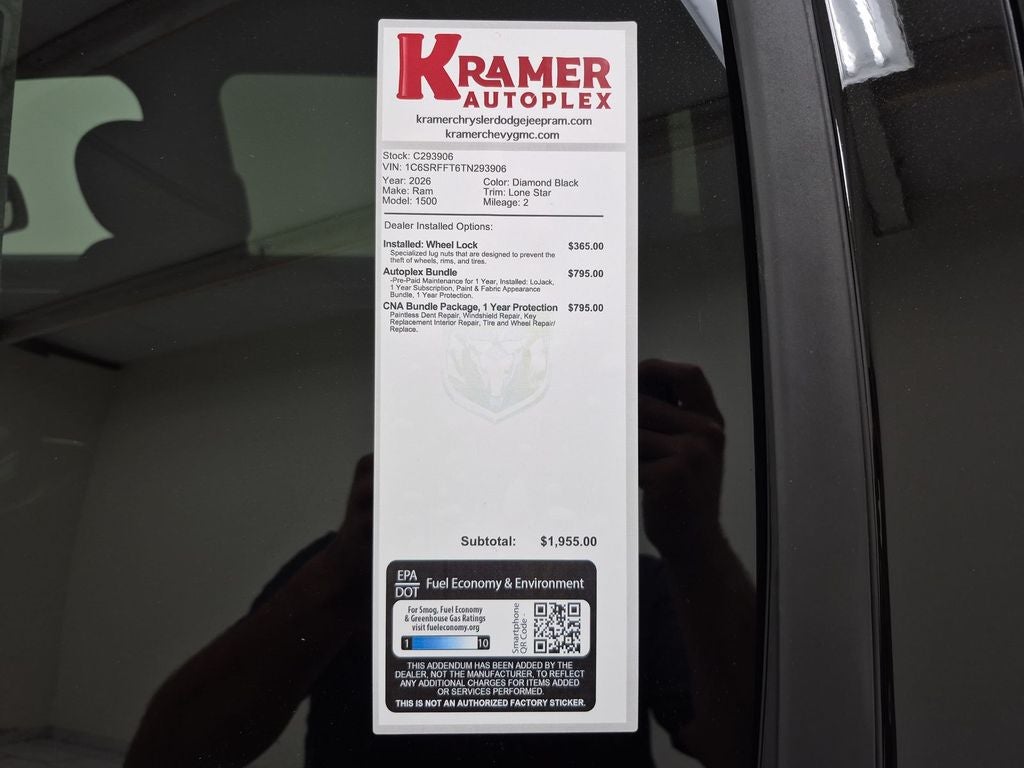 KRAMER
AUTOPLEX
kramerchryslerdodgejeepram.com
kramerchevygmc.com
Stock: C293906
VIN: 1C6SRFFT6TN293906
Year: 2026 Color: Diamond Black
Make: Ram Trim: Lone Star
Model: 1500 Mileage: 2
Dealer Installed Options:
Installed: Wheel Lock $365.00
Specialized lug nuts that are designed to prevent the
theft of wheels, rims, and tires.
Autoplex Bundle $795.00
-Pre-Paid Maintenance for 1 Year, Installed: LoJack,
1 Year Subscription, Paint & Fabric Appearance
Bundle, 1 Year Protection.
CNA Bundle Package, 1 Year Protection $795.00
Paintless Dent Repair, Windshield Repair, Key
Replacement Interior Repair, Tire and Wheel Repair/
Replace.
Subtotal: $1,955.00
EPA
DOT
Fuel Economy & Environment
For Smog, Fuel Economy
& Greenhouse Gas Ratings
visit fueleconomy.org
1 10
Smartphone
QR Code -
THIS ADDENDUM HAS BEEN ADDED BY THE
DEALER, NOT THE MANUFACTURER, TO REFLECT
ANY ADDITIONAL CHARGES FOR ITEMS ADDED
OR SERVICES PERFORMED.
THIS IS NOT AN AUTHORIZED FACTORY STICKER.